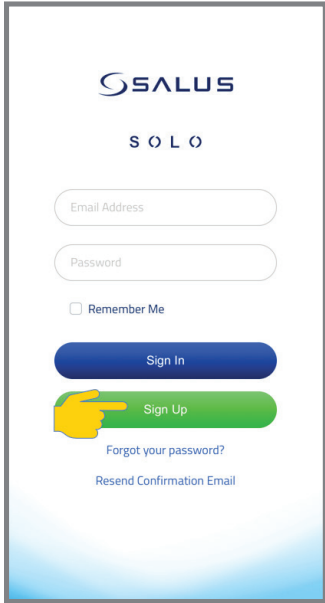 SALUS
SOLO
Email Address
Password
Remember Me
Sign In
Sign Up
Forgot your password?
Resend Confirmation Email